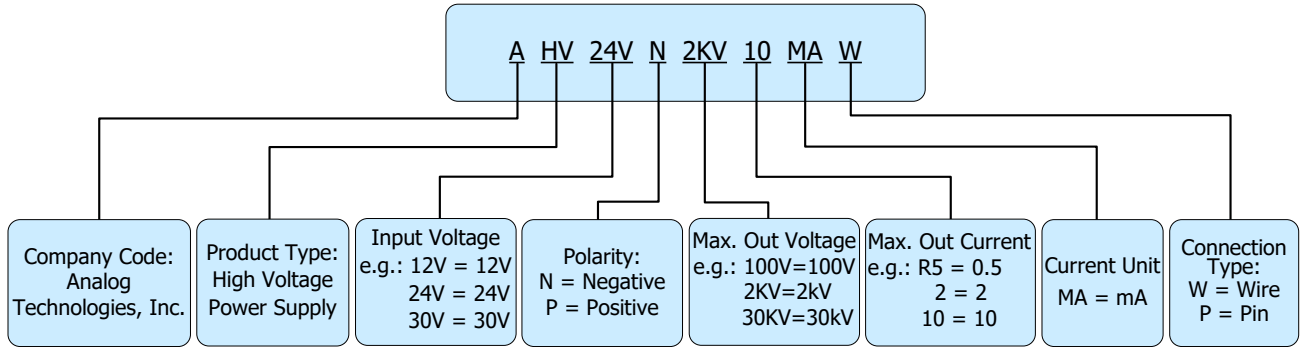 A HV 24V N 2KV 10 MA W
Company Code:
Analog
Technologies, Inc.
Product Type:
High Voltage
Power Supply
Input Voltage
e.g.: 12V = 12V
24V = 24V
30V = 30V
Polarity:
N = Negative
P = Positive
Max. Out Voltage
e.g.: 100V=100V
2KV=2kV
30KV=30kV
Max. Out Current
e.g.: R5 = 0.5
2 = 2
10 = 10
Current Unit
MA = mA
Connection
Type:
W = Wire
P = Pin